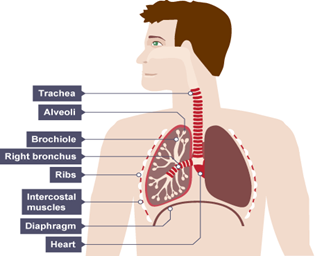 Trachea
Alveoli
Brochiole
Right bronchus
Ribs
Intercostal
muscles
Diaphragm
Heart